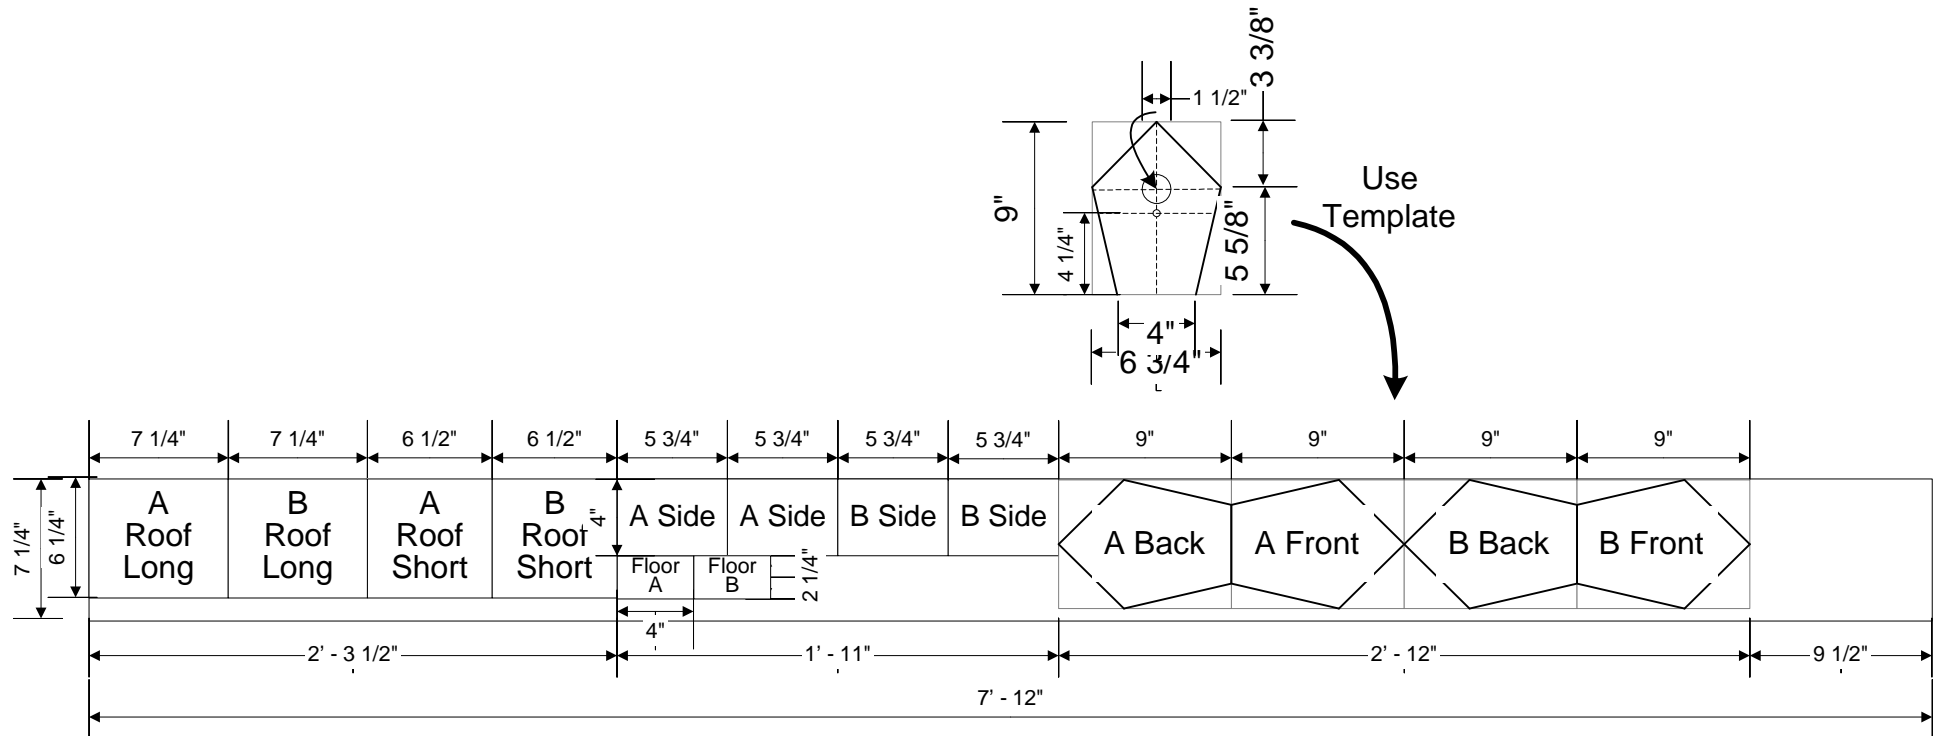 3 3/8"
1 1/2"
9"
4 1/4"
5 5/8"
Use
Template
4"
6 3/4"
7 1/4"
7 1/4"
6 1/2"
6 1/2"
5 3/4"
5 3/4"
5 3/4"
5 3/4"
9"
9"
9"
9"
7 1/4"
6 1/4"
A
Roof
Long
B
Roof
Long
A
Roof
Short
B
Roof
Short
4"
A Side
A Side
B Side
B Side
Floor
A
Floor
B
2 1/4"
4"
A Back
A Front
B Back
B Front
2' - 3 1/2"
1' - 11"
2' - 12"
9 1/2"
7' - 12"